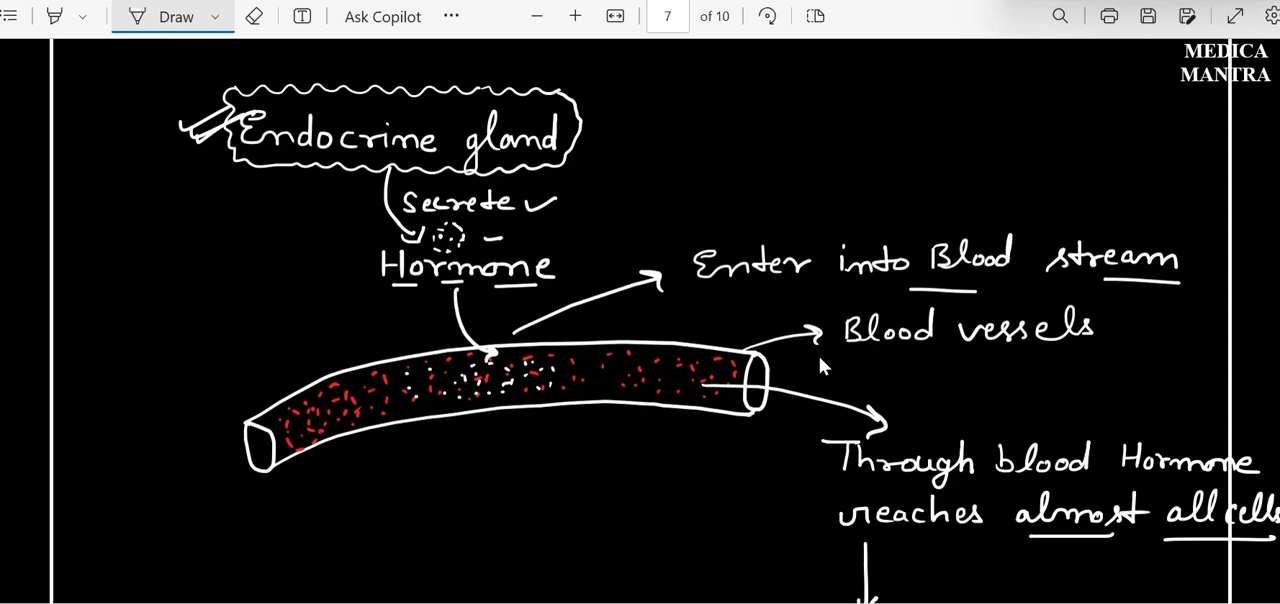 Draw
Ask Copilot
7
of 10
MEDICA
MANTRA
Endocrine gland
Secrete
Hormone
Enter into Blood stream
Blood vessels
Through blood Hormone
reaches almost all cells